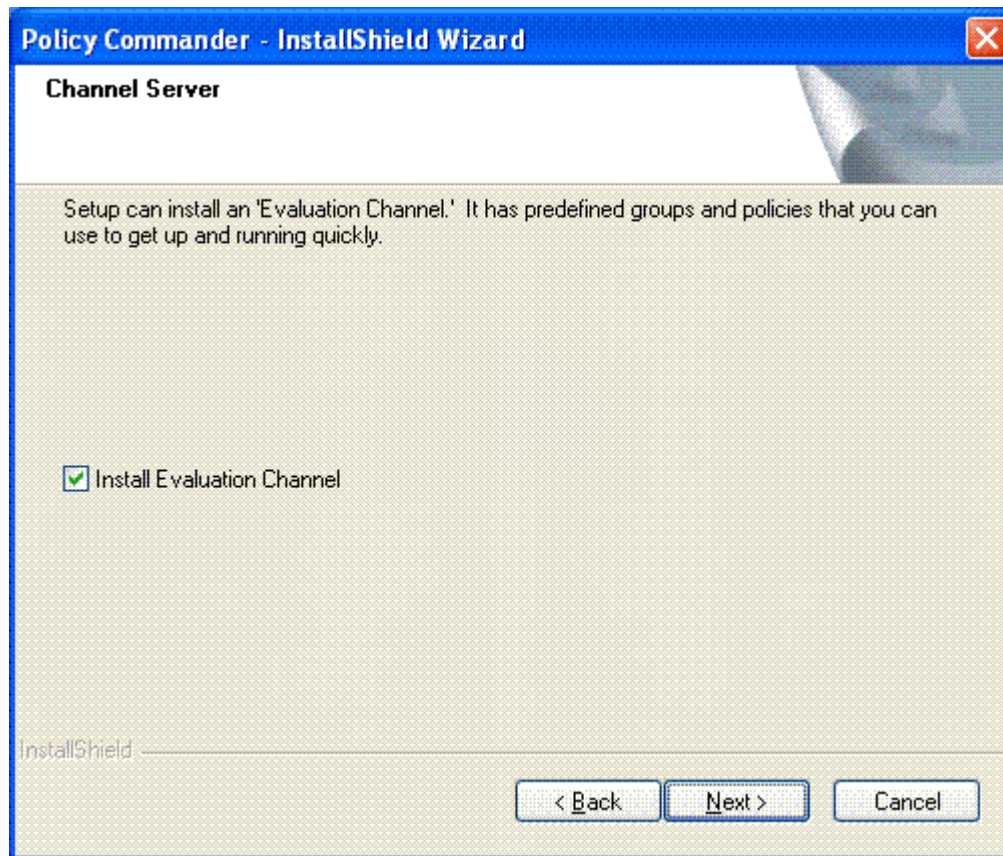 Policy Commander - InstallShield Wizard
Channel Server
Setup can install an 'Evaluation Channel.' It has predefined groups and policies that you can
use to get up and running quickly.
Install Evaluation Channel
InstallShield
< Back
Next >
Cancel